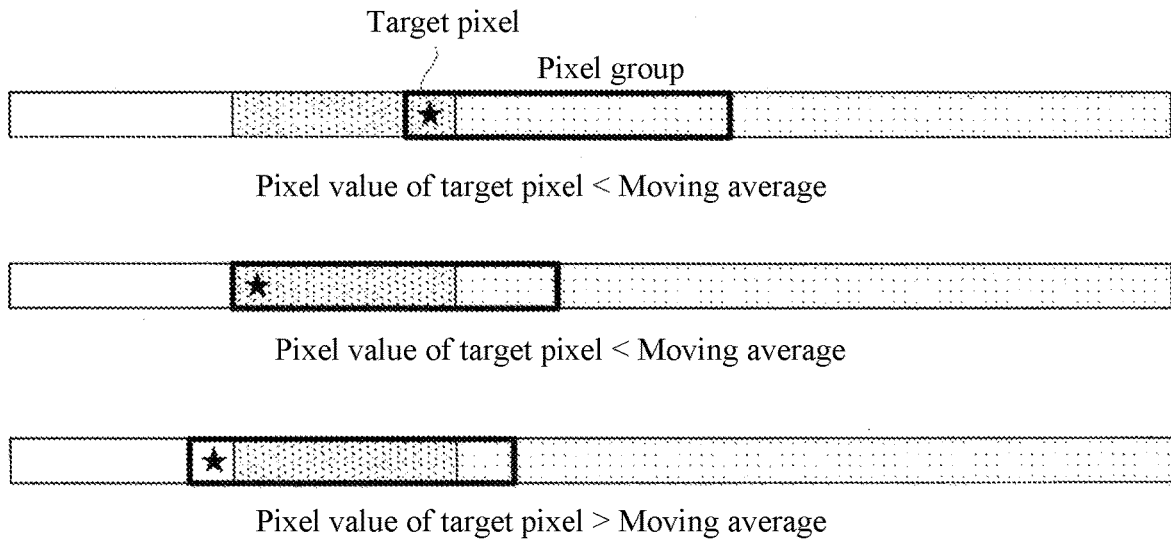 Target pixel
Pixel group
Pixel value of target pixel < Moving average
Pixel value of target pixel < Moving average
Pixel value of target pixel > Moving average